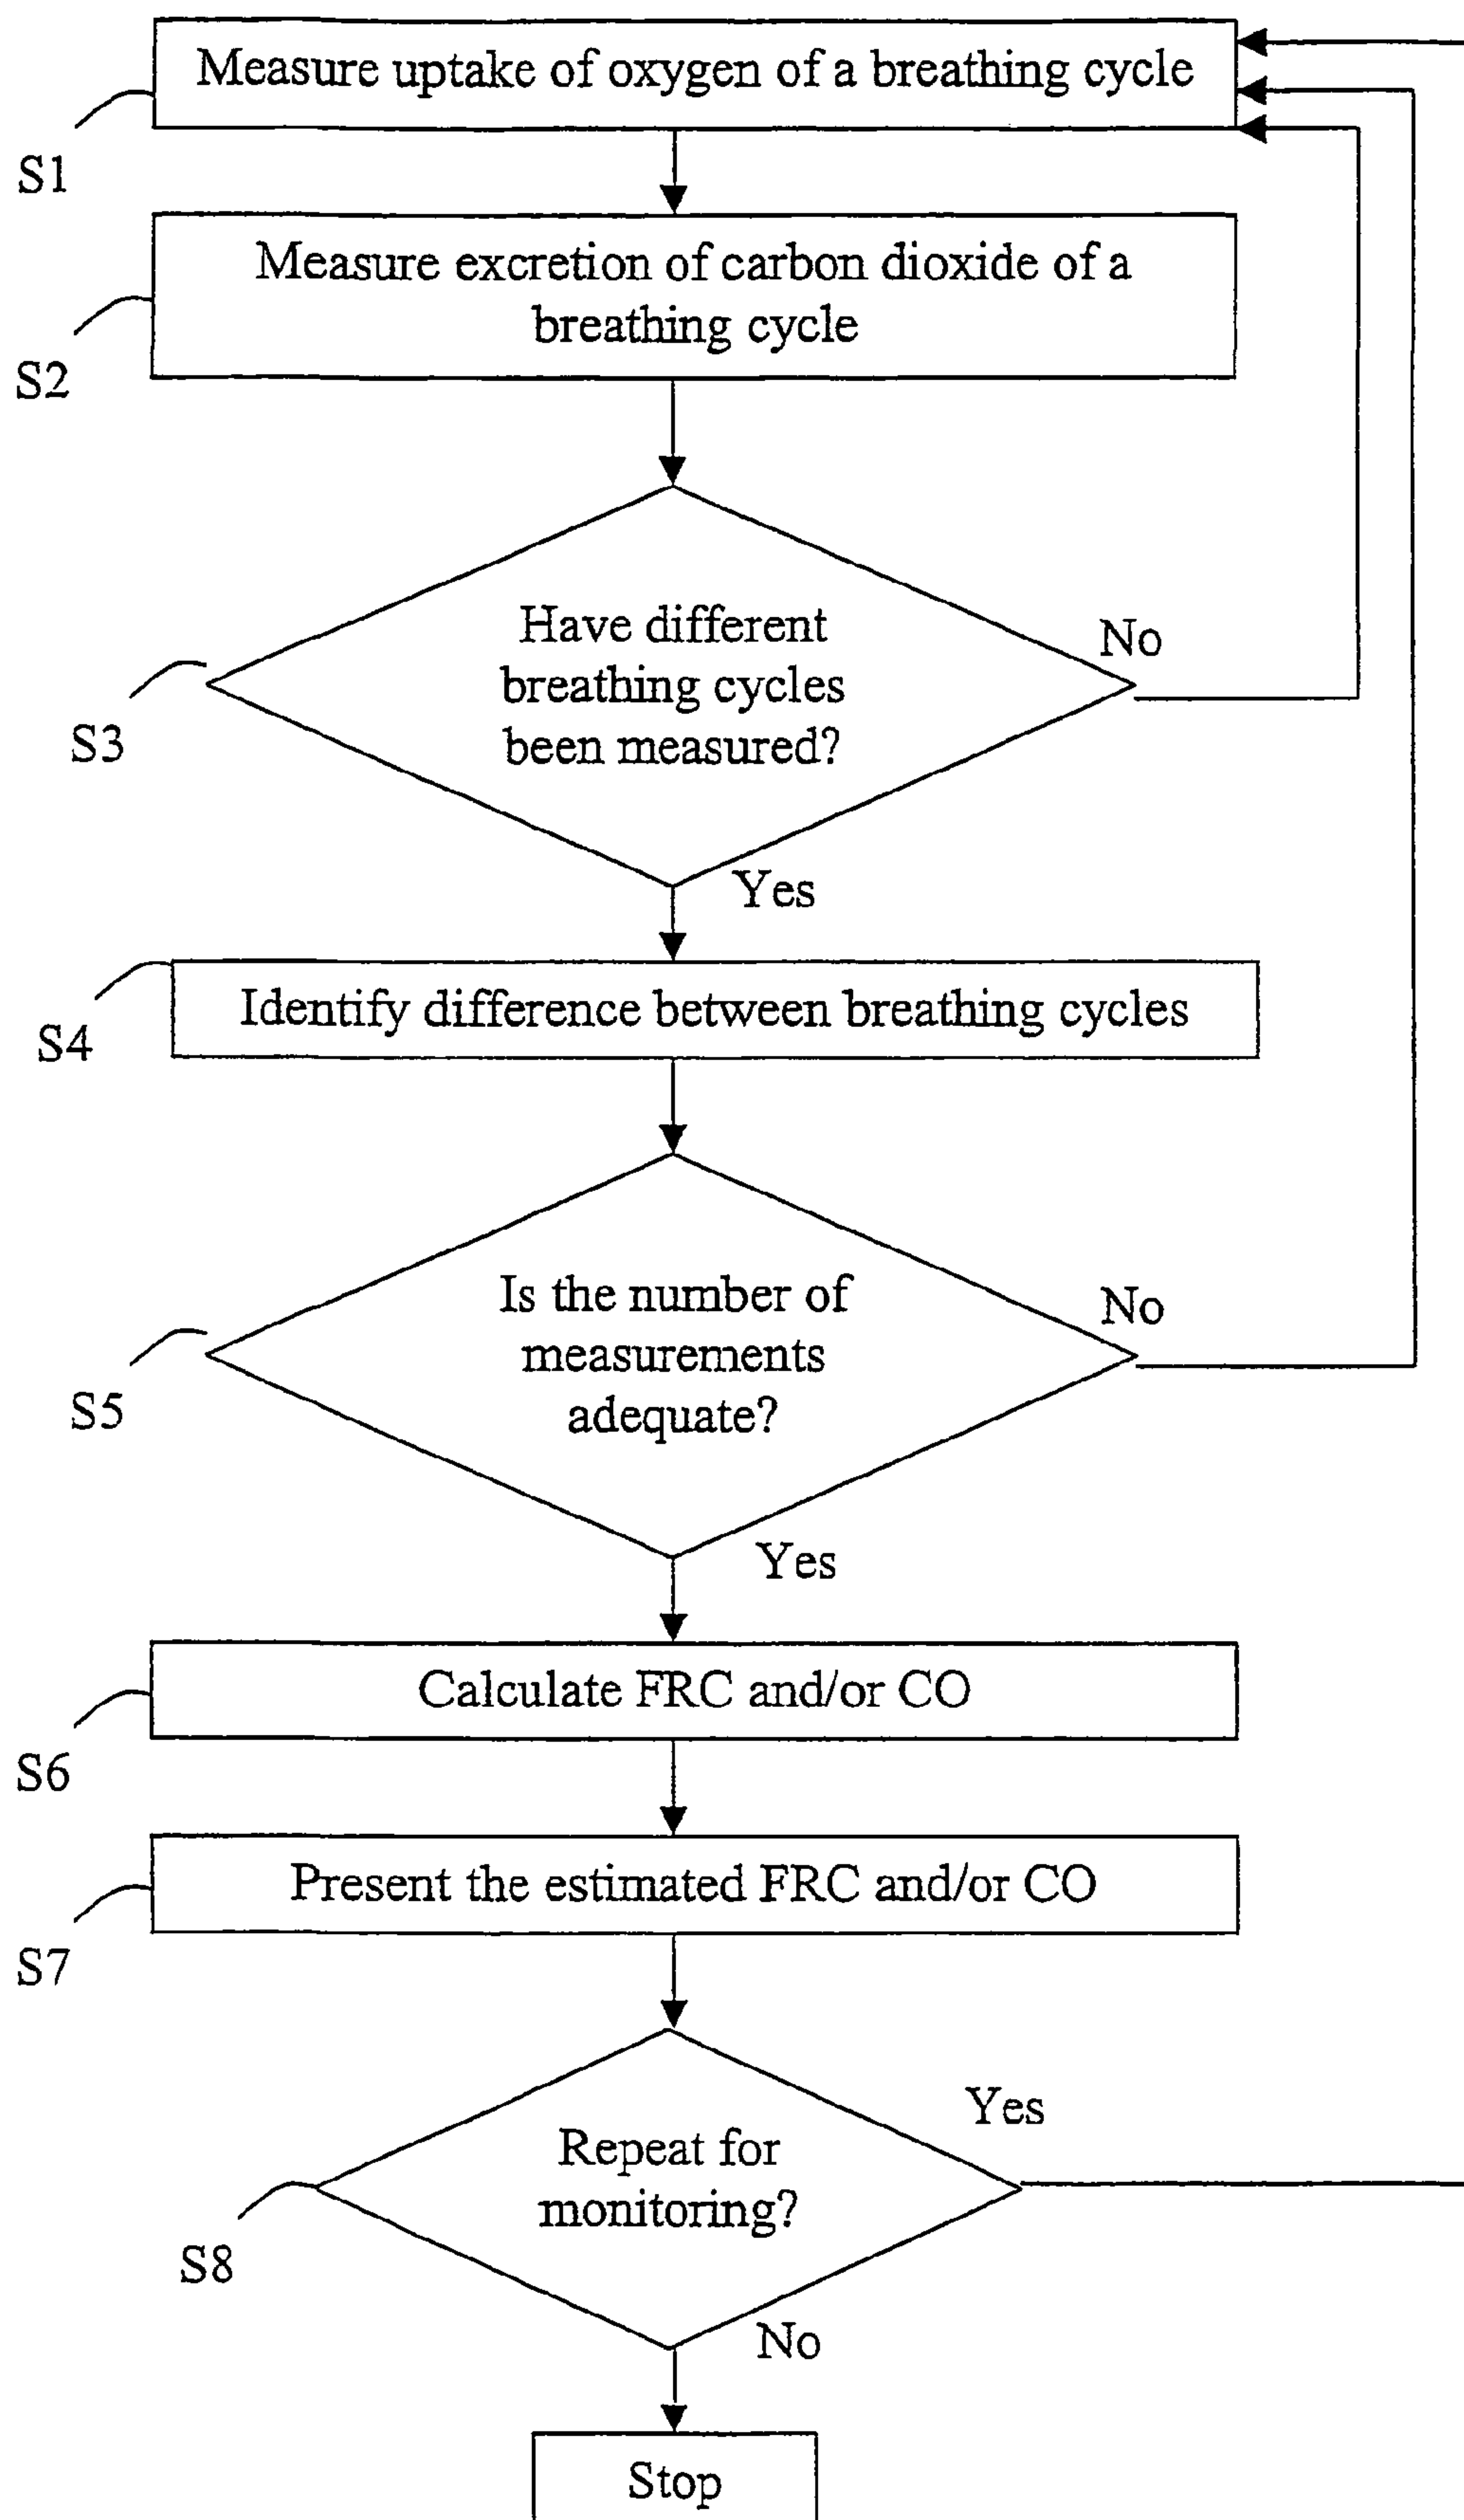 Measure uptake of oxygen of a breathing cycle
S1
Measure excretion of carbon dioxide of a
breathing cycle
S2
Have different
breathing cycles
been measured?
No
S3
Yes
Identify difference between breathing cycles
S4
Is the number of
measurements
adequate?
No
S5
Yes
Calculate FRC and/or CO
S6
Present the estimated FRC and/or CO
S7
Yes
Repeat for
monitoring?
S8
No
Stop